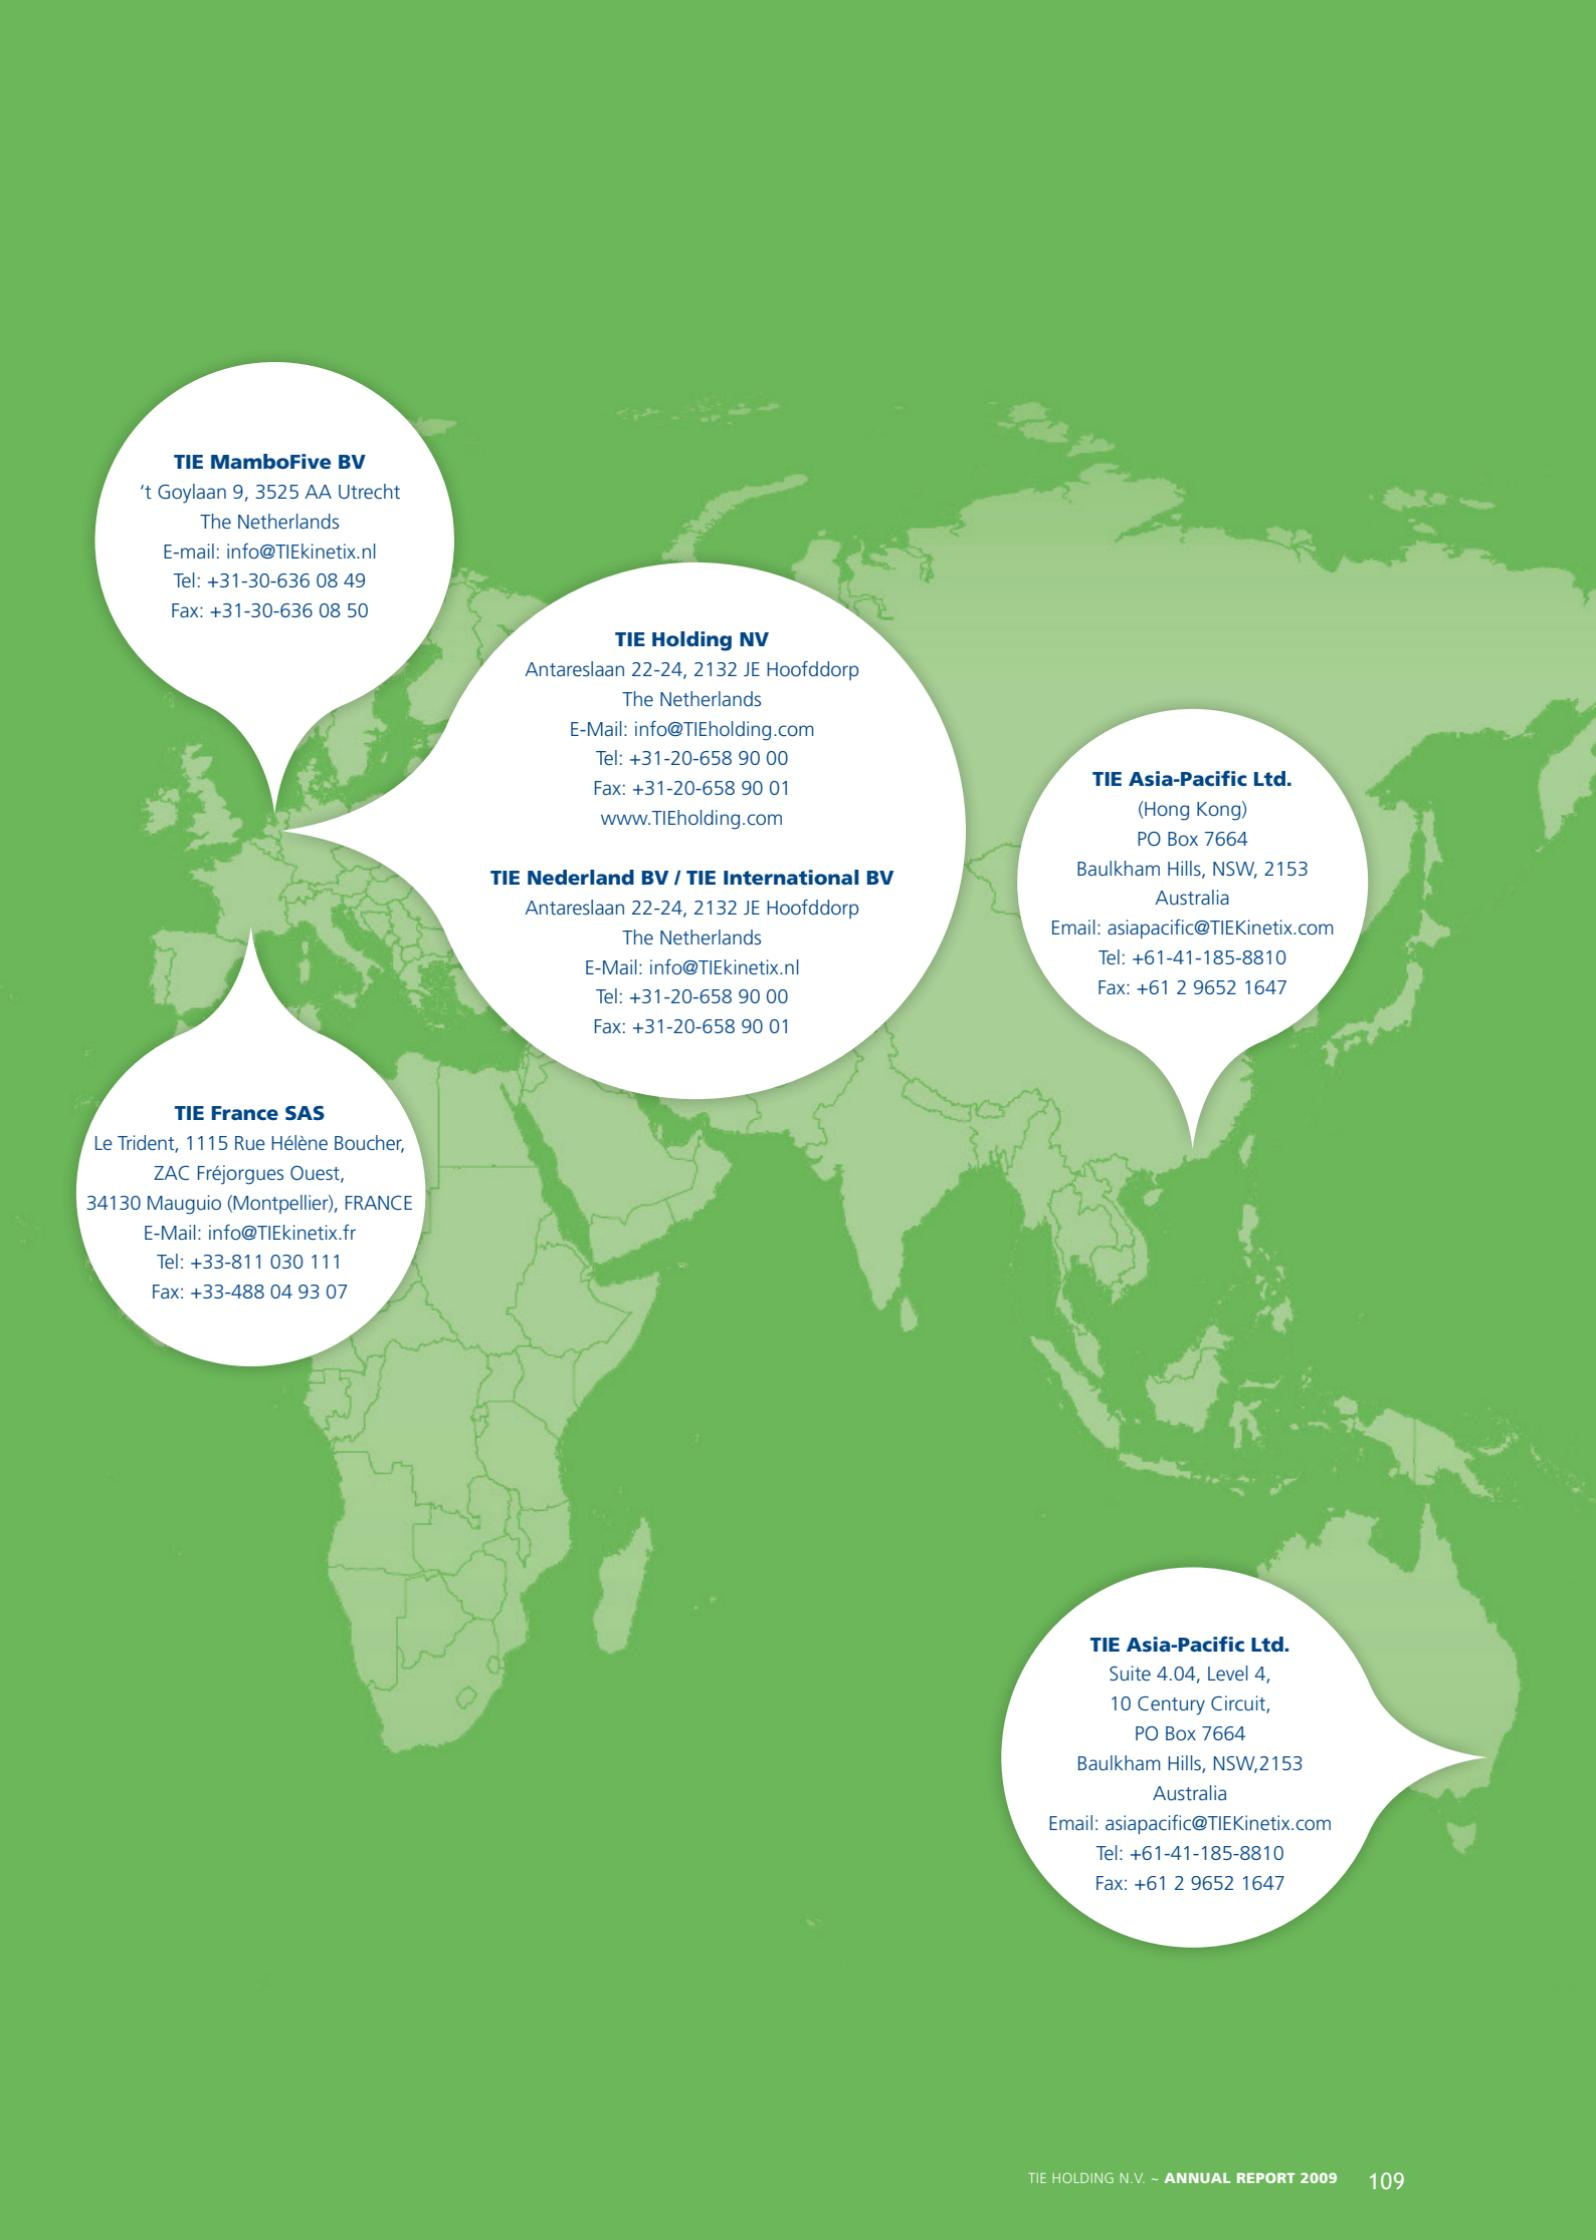 TIE MamboFive BV
‘t Goylaan 9, 3525 AA Utrecht
The Netherlands
E-mail: info@TIEkinetix.nl
Tel: +31-30-636 08 49
Fax: +31-30-636 08 50
TIE Holding NV
Antareslaan 22-24, 2132 JE Hoofddorp
The Netherlands
E-Mail: info@TIEholding.com
Tel: +31-20-658 90 00
Fax: +31-20-658 90 01
www.TIEholding.com
TIE Nederland BV / TIE International BV
Antareslaan 22-24, 2132 JE Hoofddorp
The Netherlands
E-Mail: info@TIEkinetix.nl
Tel: +31-20-658 90 00
Fax: +31-20-658 90 01
TIE Asia-Pacific Ltd.
(Hong Kong)
PO Box 7664
Baulkham Hills, NSW, 2153
Australia
Email: asiapacific@TIEKinetix.com
Tel: +61-41-185-8810
Fax: +61 2 9652 1647
TIE France SAS
Le Trident, 1115 Rue Hélène Boucher,
ZAC Fréjorgues Ouest,
34130 Mauguio (Montpellier), FRANCE
E-Mail: info@TIEkinetix.fr
Tel: +33-811 030 111
Fax: +33-488 04 93 07
TIE Asia-Pacific Ltd.
Suite 4.04, Level 4,
10 Century Circuit,
PO Box 7664
Baulkham Hills, NSW,2153
Australia
Email: asiapacific@TIEKinetix.com
Tel: +61-41-185-8810
Fax: +61 2 9652 1647
TIE HOLDING N.V. ~ ANNUAL REPORT 2009 109